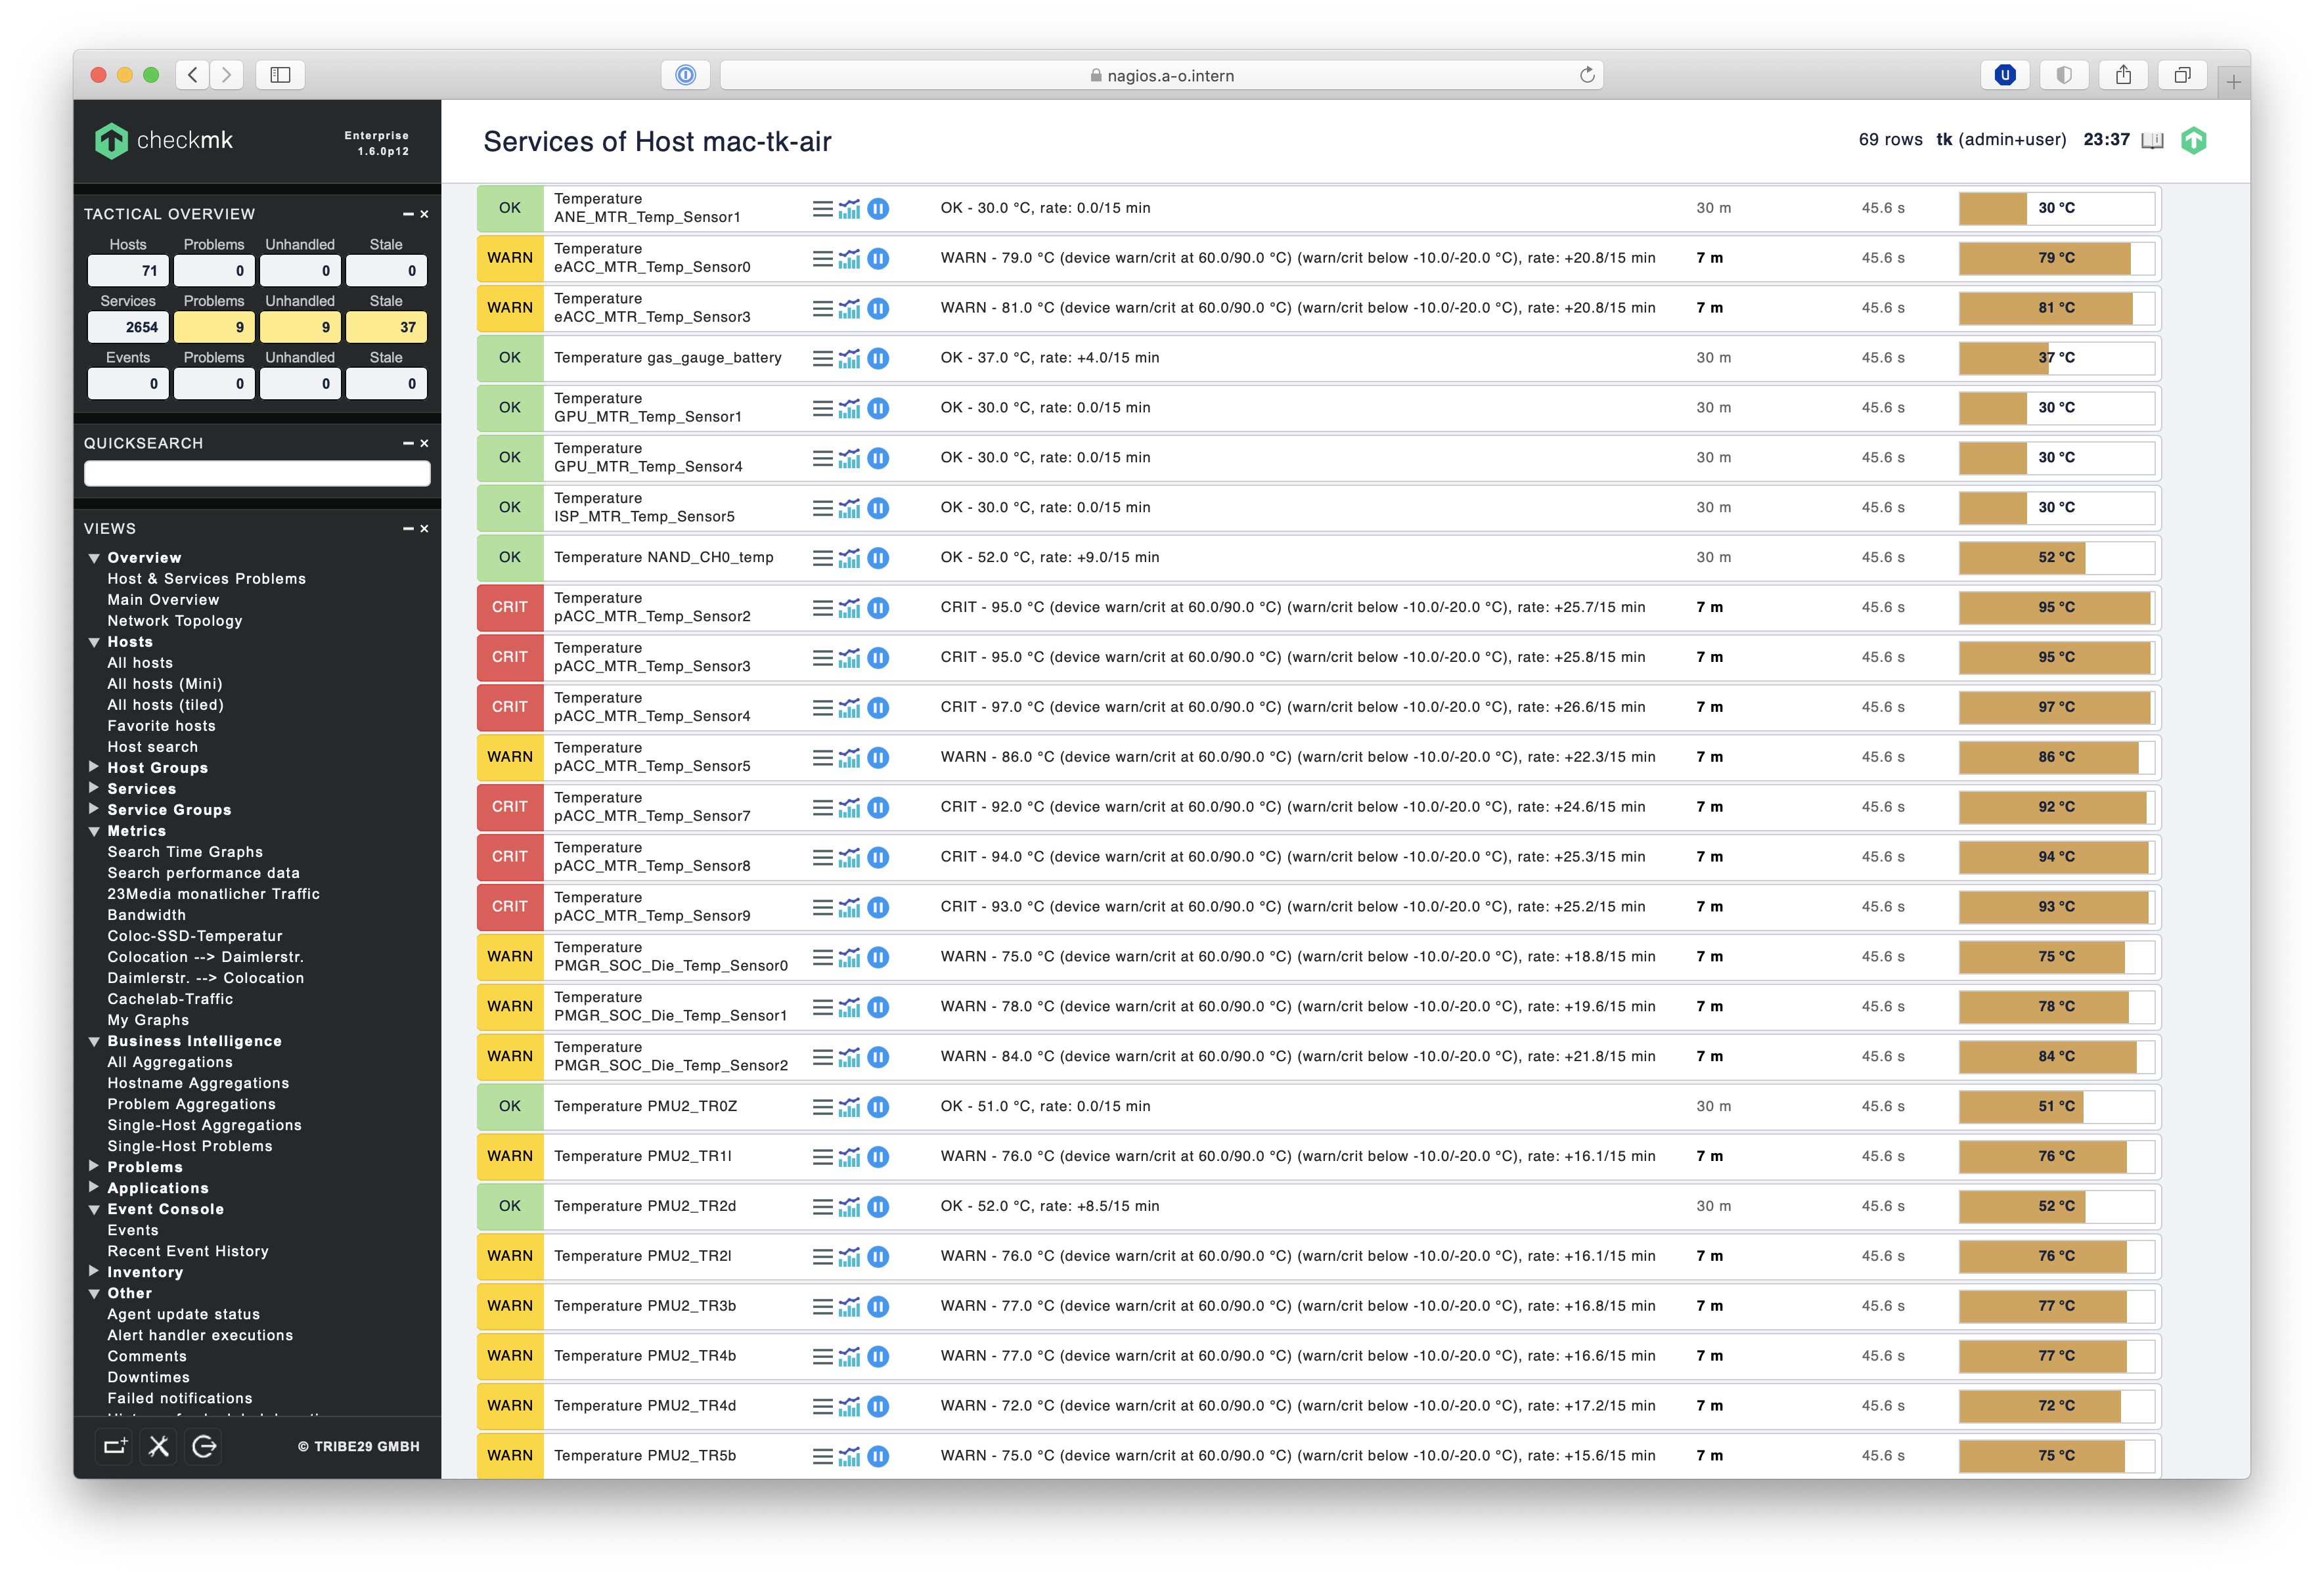 nagios.a-o.intern
checkmk
Enterprise
1.6.0p12
Services of Host mac-tk-air
69 rows tk (admin+user) 23:37
TACTICAL OVERVIEW
Hosts Problems Unhandled Stale
71 0 0 0
Services Problems Unhandled Stale
2654 9 9 37
Events Problems Unhandled Stale
0 0 0 0
QUICKSEARCH
VIEWS
Overview
Host & Services Problems
Main Overview
Network Topology
Hosts
All hosts
All hosts (Mini)
All hosts (tiled)
Favorite hosts
Host search
Host Groups
Services
Service Groups
Metrics
Search Time Graphs
Search performance data
23Media monatlicher Traffic
Bandwidth
Coloc-SSD-Temperatur
Colocation --> Daimlerstr.
Daimlerstr. --> Colocation
Cachelab-Traffic
My Graphs
Business Intelligence
All Aggregations
Hostname Aggregations
Problem Aggregations
Single-Host Aggregations
Single-Host Problems
Problems
Applications
Event Console
Events
Recent Event History
Inventory
Other
Agent update status
Alert handler executions
Comments
Downtimes
Failed notifications
© TRIBE29 GMBH
OK Temperature ANE_MTR_Temp_Sensor1 OK - 30.0 °C, rate: 0.0/15 min 30 m 45.6 s 30 °C
WARN Temperature eACC_MTR_Temp_Sensor0 WARN - 79.0 °C (device warn/crit at 60.0/90.0 °C) (warn/crit below -10.0/-20.0 °C), rate: +20.8/15 min 7 m 45.6 s 79 °C
WARN Temperature eACC_MTR_Temp_Sensor3 WARN - 81.0 °C (device warn/crit at 60.0/90.0 °C) (warn/crit below -10.0/-20.0 °C), rate: +20.8/15 min 7 m 45.6 s 81 °C
OK Temperature gas_gauge_battery OK - 37.0 °C, rate: +4.0/15 min 30 m 45.6 s 37 °C
OK Temperature GPU_MTR_Temp_Sensor1 OK - 30.0 °C, rate: 0.0/15 min 30 m 45.6 s 30 °C
OK Temperature GPU_MTR_Temp_Sensor4 OK - 30.0 °C, rate: 0.0/15 min 30 m 45.6 s 30 °C
OK Temperature ISP_MTR_Temp_Sensor5 OK - 30.0 °C, rate: 0.0/15 min 30 m 45.6 s 30 °C
OK Temperature NAND_CH0_temp OK - 52.0 °C, rate: +9.0/15 min 30 m 45.6 s 52 °C
CRIT Temperature pACC_MTR_Temp_Sensor2 CRIT - 95.0 °C (device warn/crit at 60.0/90.0 °C) (warn/crit below -10.0/-20.0 °C), rate: +25.7/15 min 7 m 45.6 s 95 °C
CRIT Temperature pACC_MTR_Temp_Sensor3 CRIT - 95.0 °C (device warn/crit at 60.0/90.0 °C) (warn/crit below -10.0/-20.0 °C), rate: +25.8/15 min 7 m 45.6 s 95 °C
CRIT Temperature pACC_MTR_Temp_Sensor4 CRIT - 97.0 °C (device warn/crit at 60.0/90.0 °C) (warn/crit below -10.0/-20.0 °C), rate: +26.6/15 min 7 m 45.6 s 97 °C
WARN Temperature pACC_MTR_Temp_Sensor5 WARN - 86.0 °C (device warn/crit at 60.0/90.0 °C) (warn/crit below -10.0/-20.0 °C), rate: +22.3/15 min 7 m 45.6 s 86 °C
CRIT Temperature pACC_MTR_Temp_Sensor7 CRIT - 92.0 °C (device warn/crit at 60.0/90.0 °C) (warn/crit below -10.0/-20.0 °C), rate: +24.6/15 min 7 m 45.6 s 92 °C
CRIT Temperature pACC_MTR_Temp_Sensor8 CRIT - 94.0 °C (device warn/crit at 60.0/90.0 °C) (warn/crit below -10.0/-20.0 °C), rate: +25.3/15 min 7 m 45.6 s 94 °C
CRIT Temperature pACC_MTR_Temp_Sensor9 CRIT - 93.0 °C (device warn/crit at 60.0/90.0 °C) (warn/crit below -10.0/-20.0 °C), rate: +25.2/15 min 7 m 45.6 s 93 °C
WARN Temperature PMGR_SOC_Die_Temp_Sensor0 WARN - 75.0 °C (device warn/crit at 60.0/90.0 °C) (warn/crit below -10.0/-20.0 °C), rate: +18.8/15 min 7 m 45.6 s 75 °C
WARN Temperature PMGR_SOC_Die_Temp_Sensor1 WARN - 78.0 °C (device warn/crit at 60.0/90.0 °C) (warn/crit below -10.0/-20.0 °C), rate: +19.6/15 min 7 m 45.6 s 78 °C
WARN Temperature PMGR_SOC_Die_Temp_Sensor2 WARN - 84.0 °C (device warn/crit at 60.0/90.0 °C) (warn/crit below -10.0/-20.0 °C), rate: +21.8/15 min 7 m 45.6 s 84 °C
OK Temperature PMU2_TR0Z OK - 51.0 °C, rate: 0.0/15 min 30 m 45.6 s 51 °C
WARN Temperature PMU2_TR1l WARN - 76.0 °C (device warn/crit at 60.0/90.0 °C) (warn/crit below -10.0/-20.0 °C), rate: +16.1/15 min 7 m 45.6 s 76 °C
OK Temperature PMU2_TR2d OK - 52.0 °C, rate: +8.5/15 min 30 m 45.6 s 52 °C
WARN Temperature PMU2_TR2l WARN - 76.0 °C (device warn/crit at 60.0/90.0 °C) (warn/crit below -10.0/-20.0 °C), rate: +16.1/15 min 7 m 45.6 s 76 °C
WARN Temperature PMU2_TR3b WARN - 77.0 °C (device warn/crit at 60.0/90.0 °C) (warn/crit below -10.0/-20.0 °C), rate: +16.8/15 min 7 m 45.6 s 77 °C
WARN Temperature PMU2_TR4b WARN - 77.0 °C (device warn/crit at 60.0/90.0 °C) (warn/crit below -10.0/-20.0 °C), rate: +16.6/15 min 7 m 45.6 s 77 °C
WARN Temperature PMU2_TR4d WARN - 72.0 °C (device warn/crit at 60.0/90.0 °C) (warn/crit below -10.0/-20.0 °C), rate: +17.2/15 min 7 m 45.6 s 72 °C
WARN Temperature PMU2_TR5b WARN - 75.0 °C (device warn/crit at 60.0/90.0 °C) (warn/crit below -10.0/-20.0 °C), rate: +15.6/15 min 7 m 45.6 s 75 °C